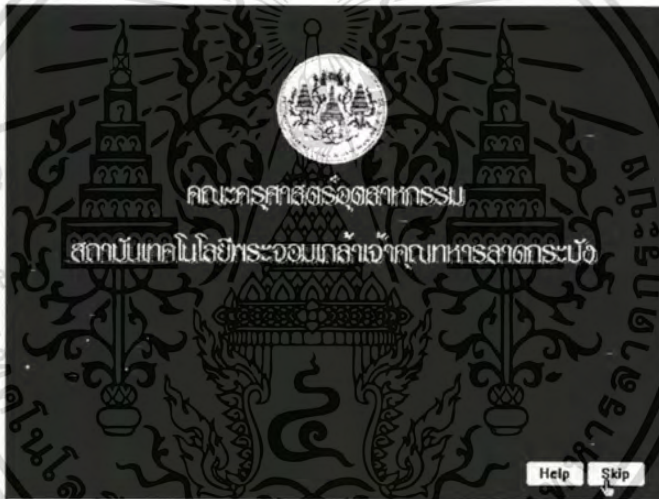 คณะครุศาสตร์อุตสาหกรรม
สถาบันเทคโนโลยีพระจอมเกล้าเจ้าคุณทหารลาดกระบัง
Help Skip